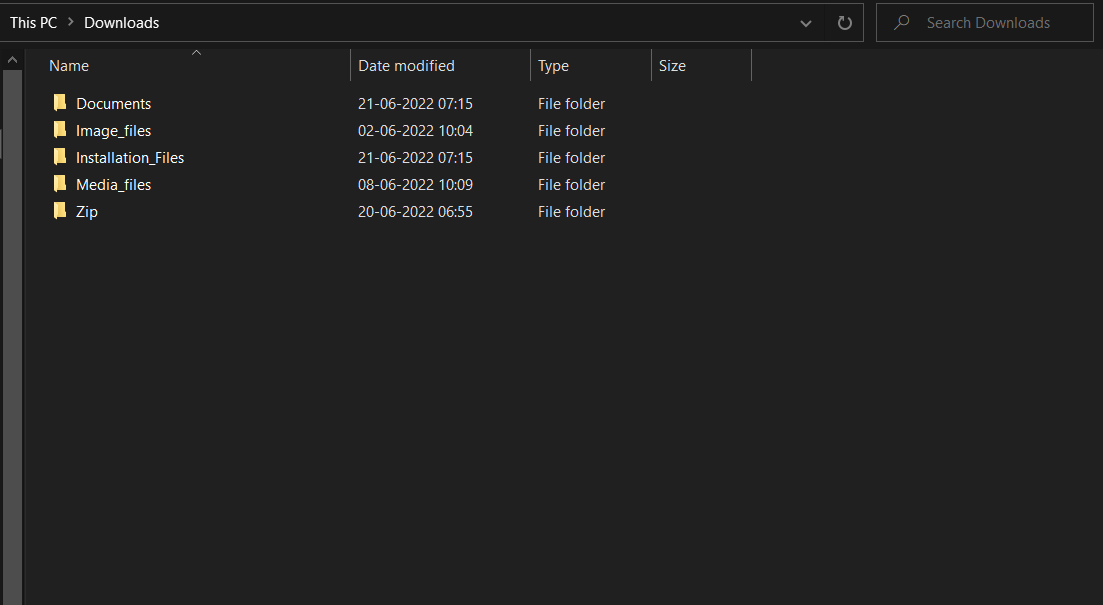 This PC > Downloads Search Downloads
Name Date modified Type Size
Documents 21-06-2022 07:15 File folder
Image_files 02-06-2022 10:04 File folder
Installation_Files 21-06-2022 07:15 File folder
Media_files 08-06-2022 10:09 File folder
Zip 20-06-2022 06:55 File folder